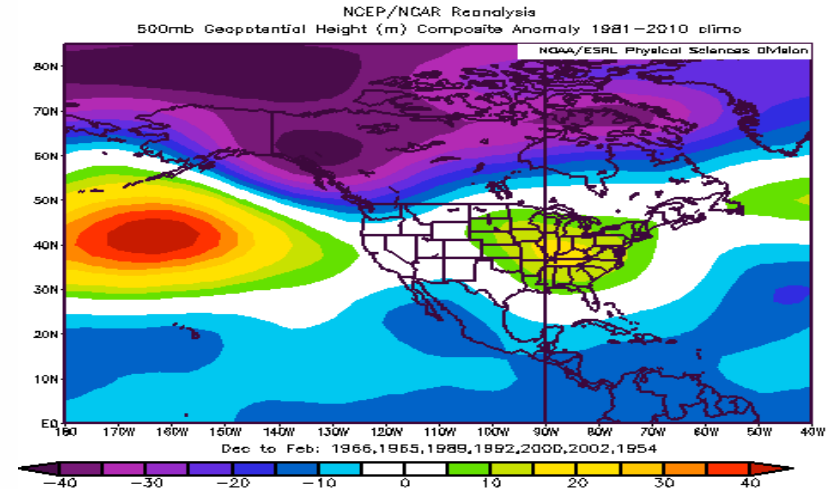 NCEP/NCAR Reanalysis
500mb Geopotential Height (m) Composite Anomaly 1981-2010 climo
NOAA/ESRL Physical Sciences Division
80N
70N
60N
50N
40N
30N
20N
10N
EQ
180 170W 160W 150W 140W 130W 120W 110W 100W 90W 80W 70W 60W 50W 40W
Dec to Feb: 1966,1965,1989,1992,2000,2002,1954
-40 -30 -20 -10 0 10 20 30 40